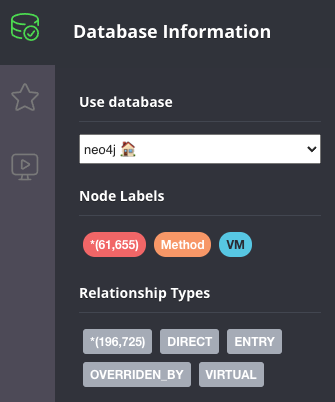 Database Information
Use database
neo4j 🏠
Node Labels
*(61,655) Method VM
Relationship Types
*(196,725) DIRECT ENTRY
OVERRIDEN_BY VIRTUAL